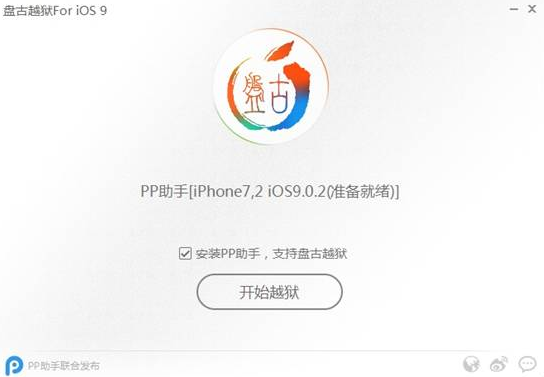 盘古越狱For iOS 9
盘古
PP助手[iPhone7,2 iOS9.0.2(准备就绪)]
安装PP助手，支持盘古越狱
开始越狱
PP助手联合发布